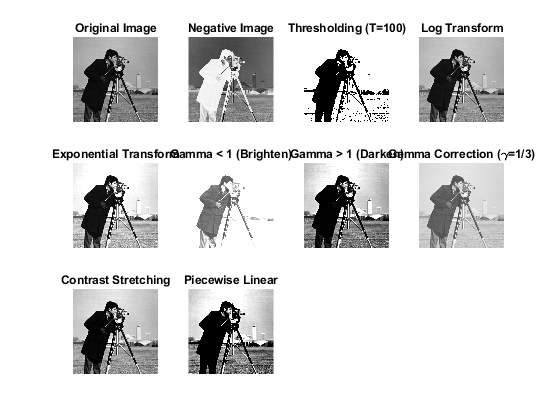 Original Image
Negative Image
Thresholding (T=100)
Log Transform
Exponential Transform
Gamma < 1 (Brighten)
Gamma > 1 (Darken)
Gamma Correction (γ=1/3)
Contrast Stretching
Piecewise Linear